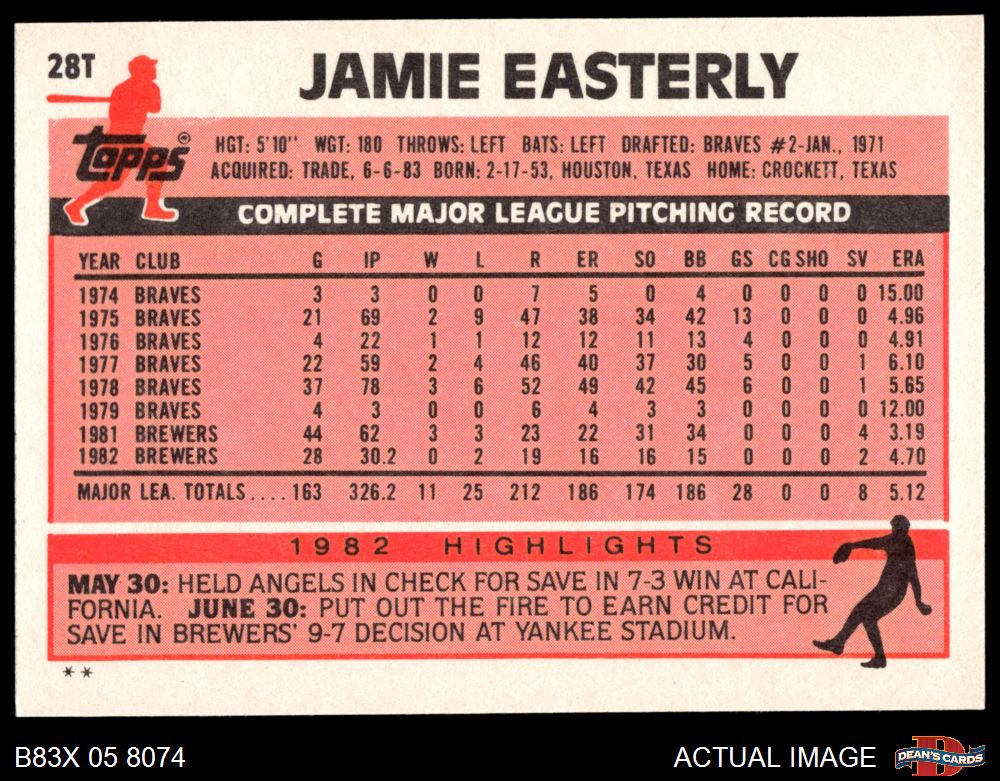 28T
JAMIE EASTERLY
topps®
HGT: 5'10" WGT: 180 THROWS: LEFT BATS: LEFT DRAFTED: BRAVES #2-JAN., 1971
ACQUIRED: TRADE, 6-6-83 BORN: 2-17-53, HOUSTON, TEXAS HOME: CROCKETT, TEXAS
COMPLETE MAJOR LEAGUE PITCHING RECORD
YEAR CLUB G IP W L R ER SO BB GS CG SHO SV ERA
1974 BRAVES 3 3 0 0 7 5 0 4 0 0 0 0 15.00
1975 BRAVES 21 69 2 9 47 38 34 42 13 0 0 0 4.96
1976 BRAVES 4 22 1 1 12 12 11 13 4 0 0 0 4.91
1977 BRAVES 22 59 2 4 46 40 37 30 5 0 0 1 6.10
1978 BRAVES 37 78 3 6 52 49 42 45 6 0 0 1 5.65
1979 BRAVES 4 3 0 0 6 4 3 3 0 0 0 0 12.00
1981 BREWERS 44 62 3 3 23 22 31 34 0 0 0 4 3.19
1982 BREWERS 28 30.2 0 2 19 16 16 15 0 0 0 2 4.70
MAJOR LEA. TOTALS.... 163 326.2 11 25 212 186 174 186 28 0 0 8 5.12
1982 HIGHLIGHTS
MAY 30: HELD ANGELS IN CHECK FOR SAVE IN 7-3 WIN AT CALI-
FORNIA. JUNE 30: PUT OUT THE FIRE TO EARN CREDIT FOR
SAVE IN BREWERS' 9-7 DECISION AT YANKEE STADIUM.
**
B83X 05 8074
ACTUAL IMAGE
D
DEAN'S CARDS